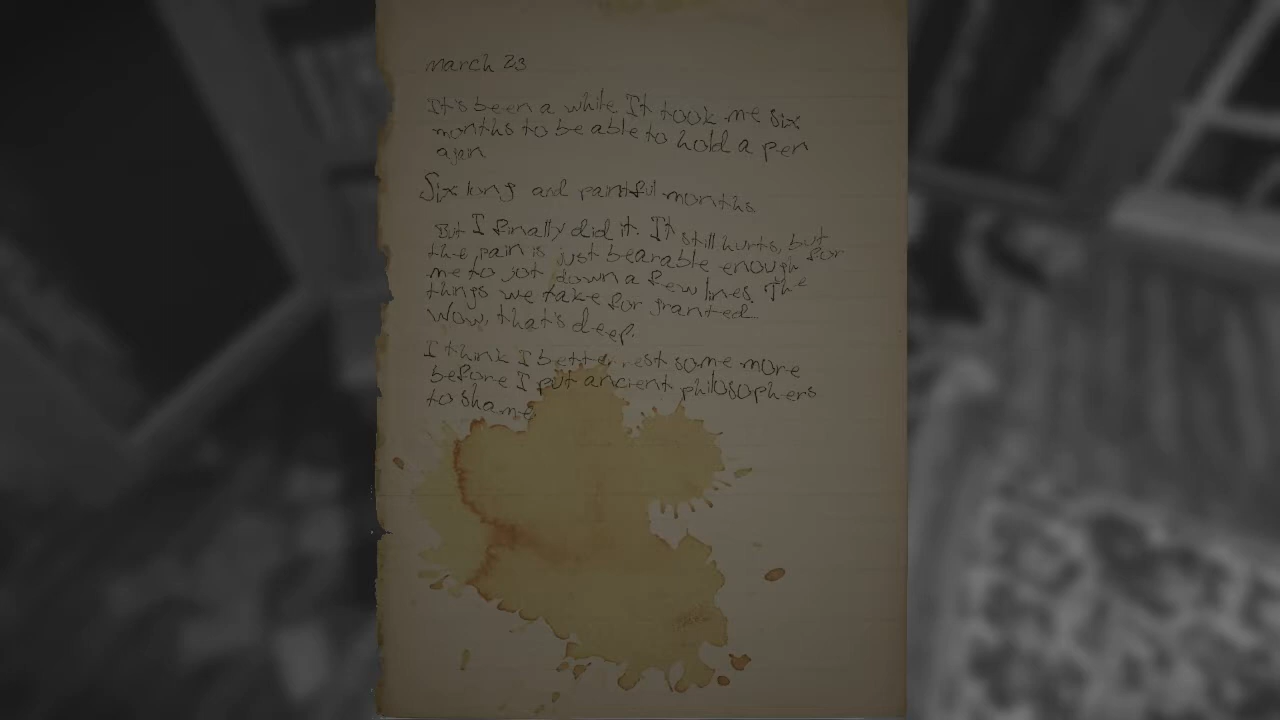 march 23
It's been a while. It took me six
months to be able to hold a pen
again
Six long and painful months
But I finally did it. It still hurts, but
the pain is just bearable enough for
me to jot down a few lines. The
things we take for granted.
Wow, that's deep.
I think I better rest some more
before I put ancient philosophers
to shame